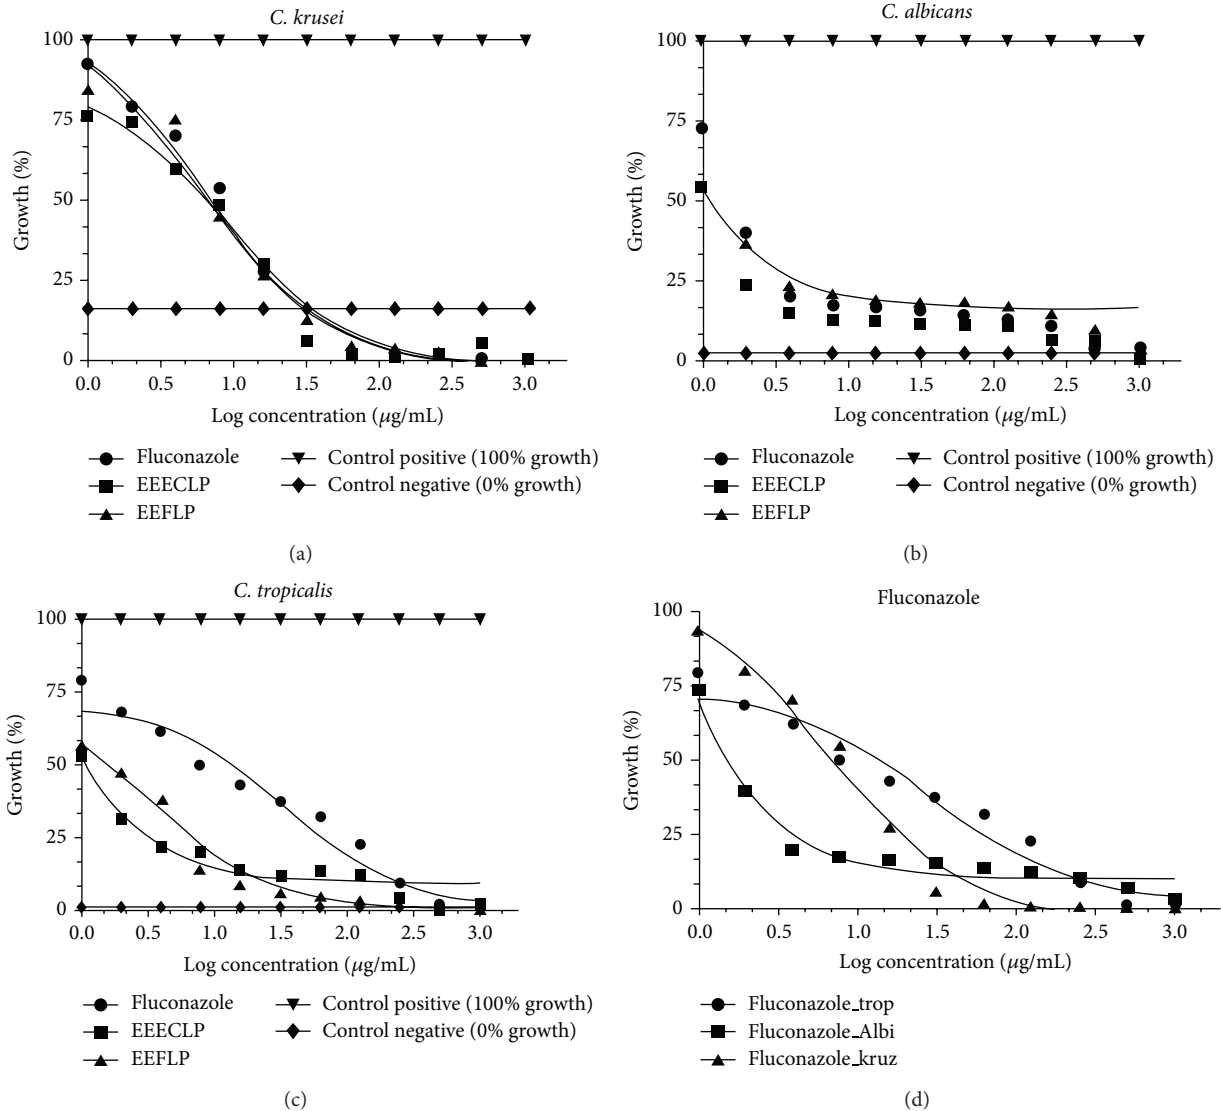 C. krusei
100
75
50
25
0
Growth (%)
0.0 0.5 1.0 1.5 2.0 2.5 3.0
Log concentration (μg/mL)
Fluconazole
EEECLP
EEFLP
Control positive (100% growth)
Control negative (0% growth)
(a)
C. albicans
100
75
50
25
0
Growth (%)
0.0 0.5 1.0 1.5 2.0 2.5 3.0
Log concentration (μg/mL)
Fluconazole
EEECLP
EEFLP
Control positive (100% growth)
Control negative (0% growth)
(b)
C. tropicalis
100
75
50
25
0
Growth (%)
0.0 0.5 1.0 1.5 2.0 2.5 3.0
Log concentration (μg/mL)
Fluconazole
EEECLP
EEFLP
Control positive (100% growth)
Control negative (0% growth)
(c)
Fluconazole
100
75
50
25
0
Growth (%)
0.0 0.5 1.0 1.5 2.0 2.5 3.0
Log concentration (μg/mL)
Fluconazole_trop
Fluconazole_Albi
Fluconazole_kruz
(d)